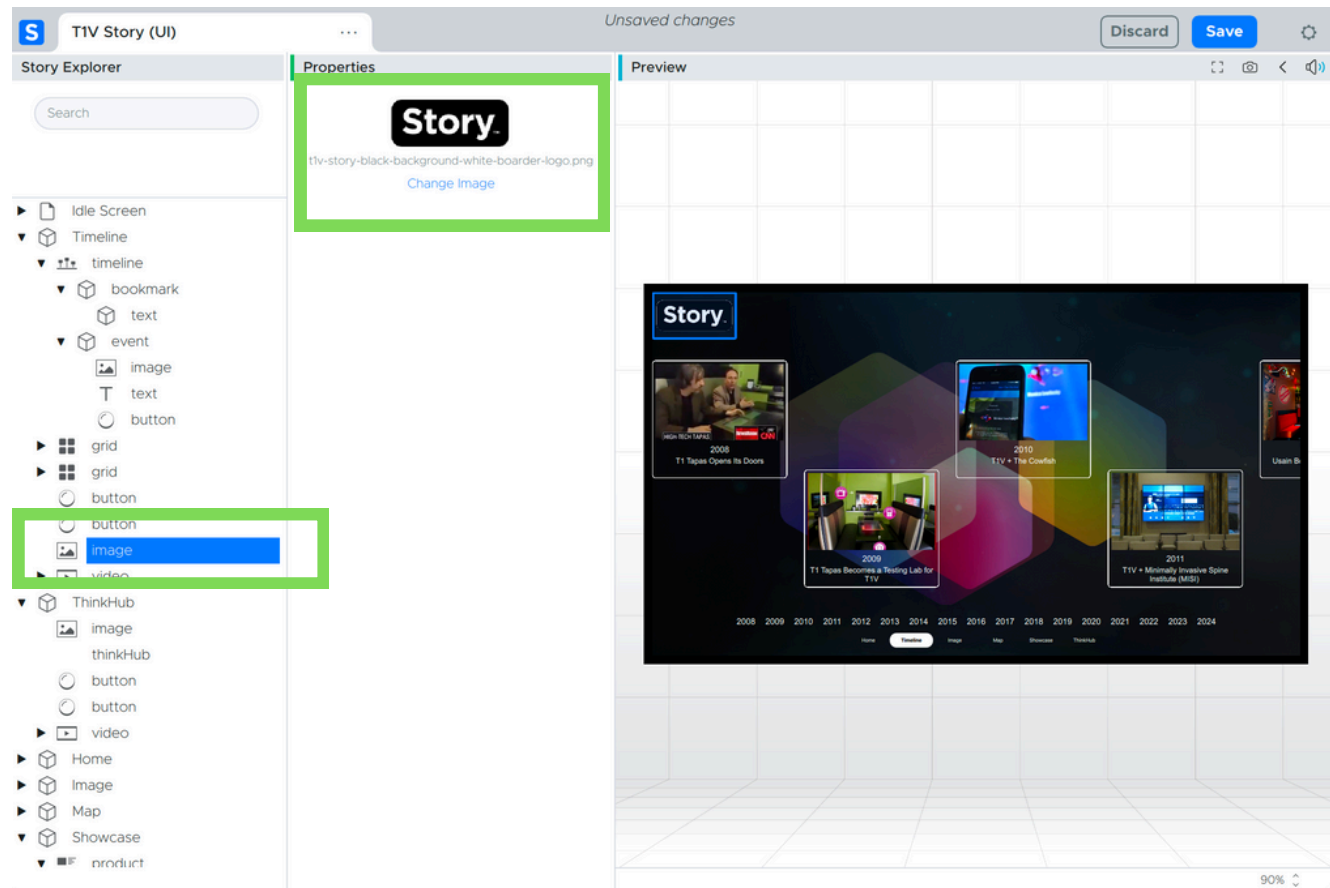 S
T1V Story (UI)
...
Unsaved changes
Discard
Save
Story Explorer
Search
Idle Screen
Timeline
timeline
bookmark
text
event
image
text
button
grid
grid
button
button
image
video
ThinkHub
image
thinkHub
button
button
video
Home
Image
Map
Showcase
product
Properties
Story
t1v-story-black-background-white-boarder-logo.png
Change Image
Preview
Story
HIGH TECH TAPAS
CNN
2008
T1 Tapas Opens Its Doors
2010
T1V + The Cowfish
Usain B
2009
T1 Tapas Becomes a Testing Lab for
T1V
2011
T1V + Minimally Invasive Spine
Institute (MISI)
2008 2009 2010 2011 2012 2013 2014 2015 2016 2017 2018 2019 2020 2021 2022 2023 2024
Home Timeline Image Map Showcase ThinkHub
90%